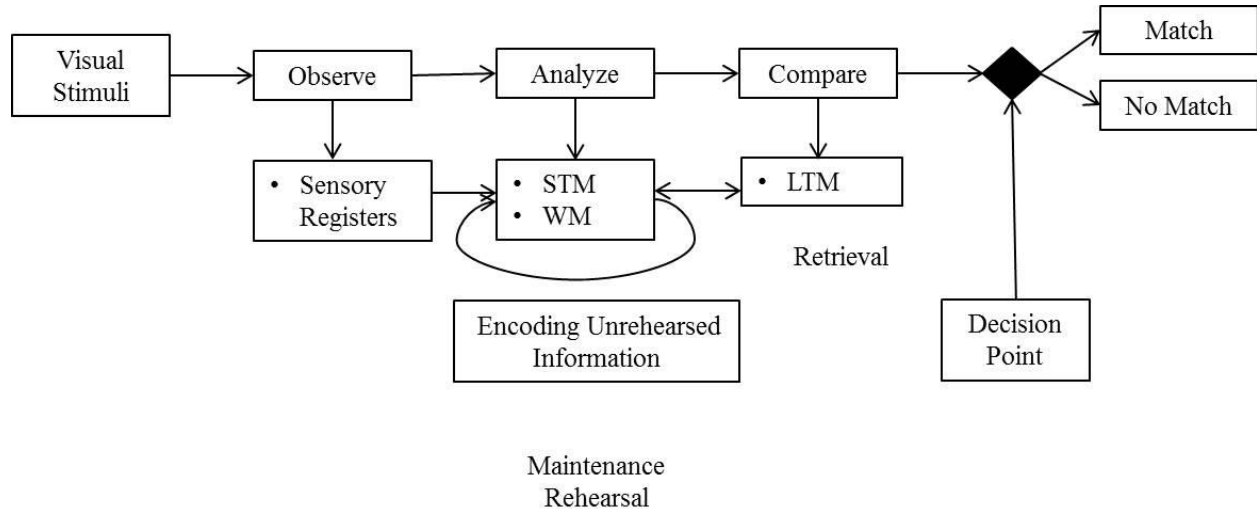 Visual
Stimuli
Observe
Analyze
Compare
Match
No Match
• Sensory
Registers
• STM
• WM
• LTM
Retrieval
Encoding Unrehearsed
Information
Decision
Point
Maintenance
Rehearsal